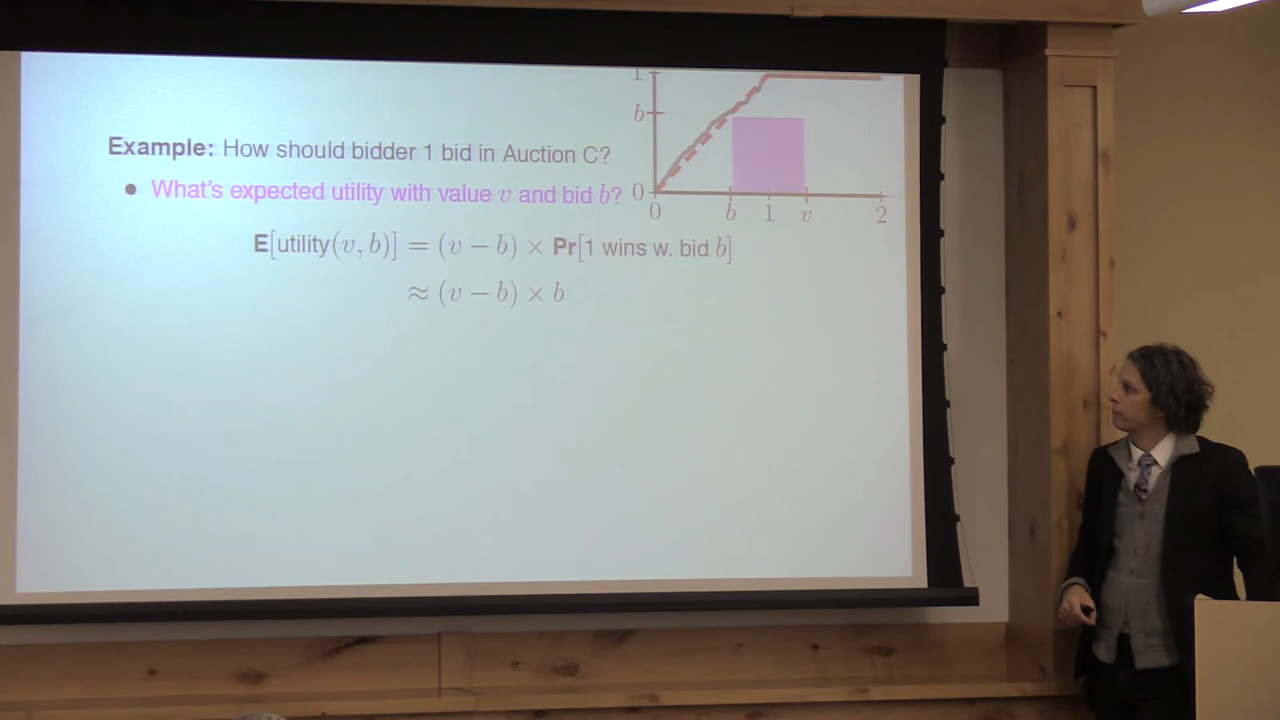 1
b
Example: How should bidder 1 bid in Auction C?
• What's expected utility with value v and bid b?
0
0 b 1 v 2
E[utility(v, b)] = (v − b) × Pr[1 wins w. bid b]
≈ (v − b) × b